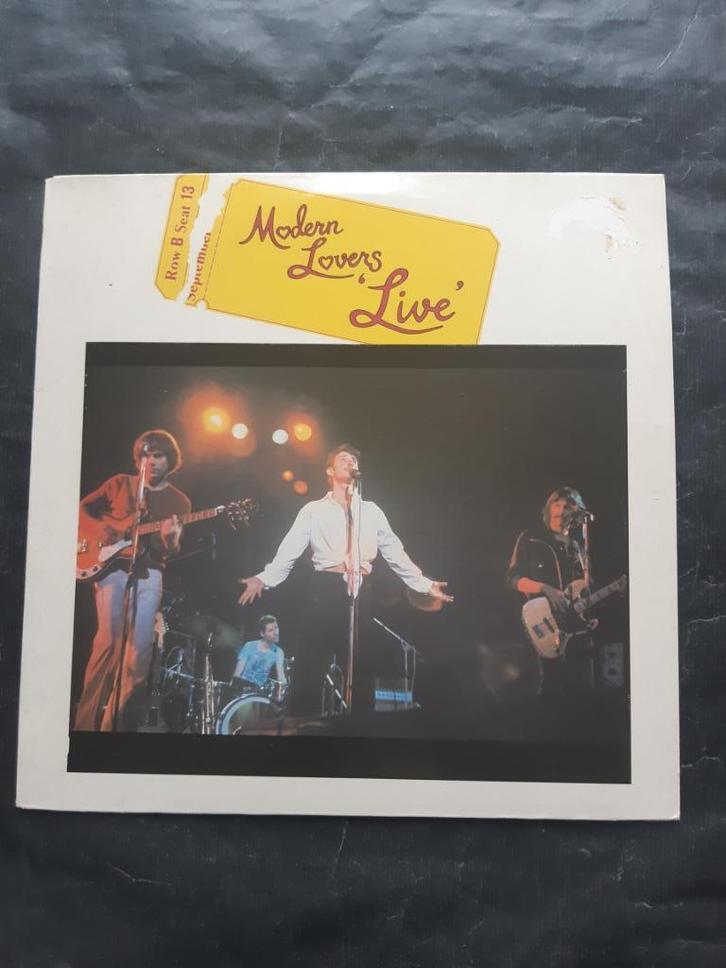 Row B Seat 13
September
Modern
Lovers
'Live'